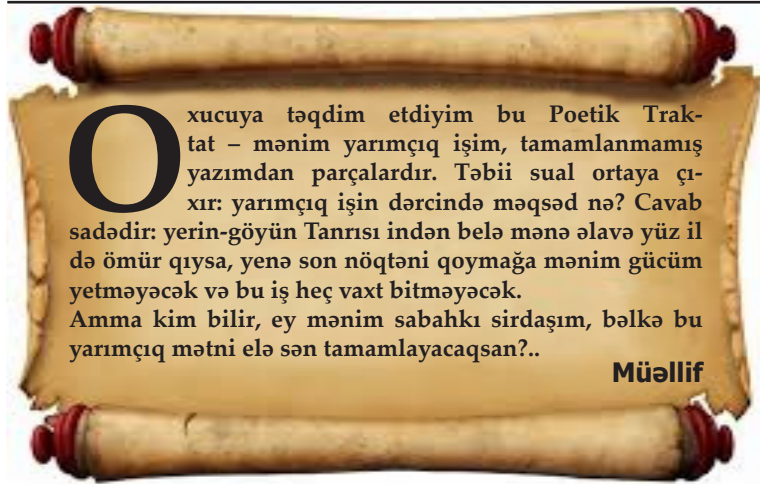 Oxucuya təqdim etdiyim bu Poetik Trak-
tat – mənim yarımçıq işim, tamamlanmamış
yazımdan parçalardır. Təbii sual ortaya çı-
xır: yarımçıq işin dərcində məqsəd nə? Cavab
sadədir: yerin-göyün Tanrısı indən belə mənə əlavə yüz il
də ömür qıysa, yenə son nöqtəni qoymağa mənim gücüm
yetməyəcək və bu iş heç vaxt bitməyəcək.
Amma kim bilir, ey mənim sabahkı sirdaşım, bəlkə bu
yarımçıq mətni elə sən tamamlayacaqsan?..
Müəllif